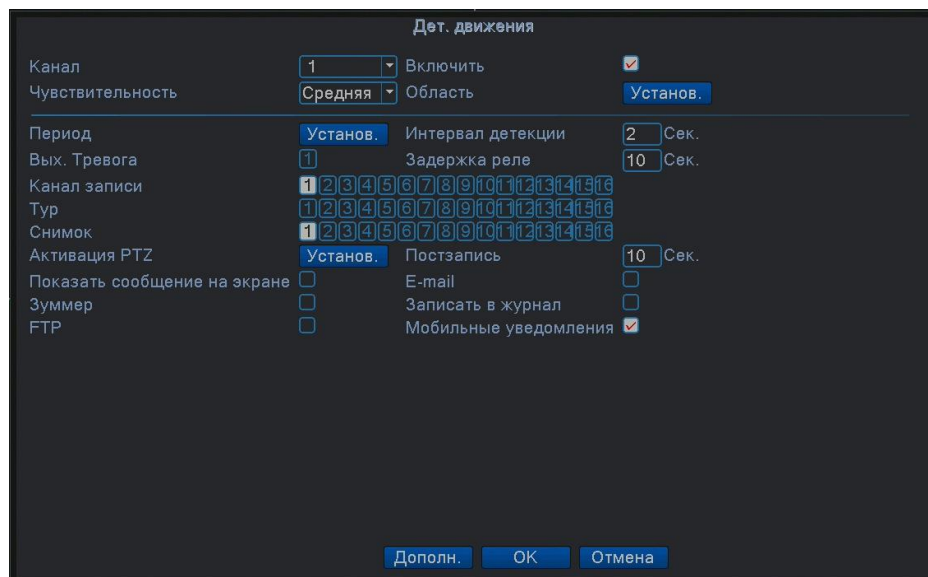 Дет. движения
Канал 1 Включить
Чувствительность Средняя Область Установ.
Период Установ. Интервал детекции 2 Сек.
Вых. Тревога 1 Задержка реле 10 Сек.
Канал записи 1 2 3 4 5 6 7 8 9 10 11 12 13 14 15 16
Тур 1 2 3 4 5 6 7 8 9 10 11 12 13 14 15 16
Снимок 1 2 3 4 5 6 7 8 9 10 11 12 13 14 15 16
Активация PTZ Установ. Постзапись 10 Сек.
Показать сообщение на экране E-mail
Зуммер Записать в журнал
FTP Мобильные уведомления
Дополн. OK Отмена